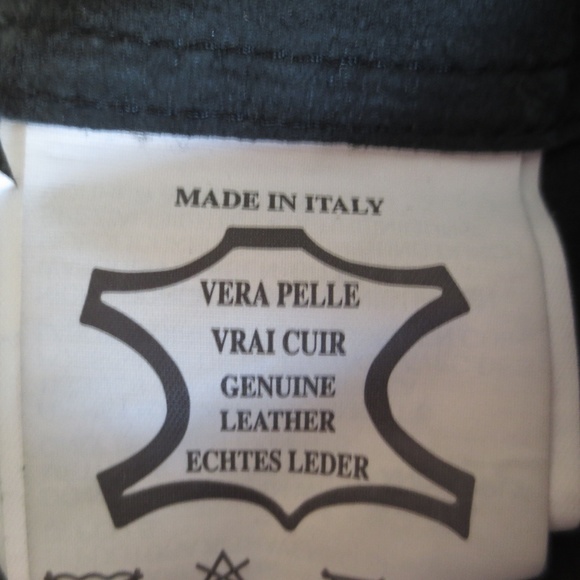 MADE IN ITALY
VERA PELLE
VRAI CUIR
GENUINE
LEATHER
ECHTES LEDER